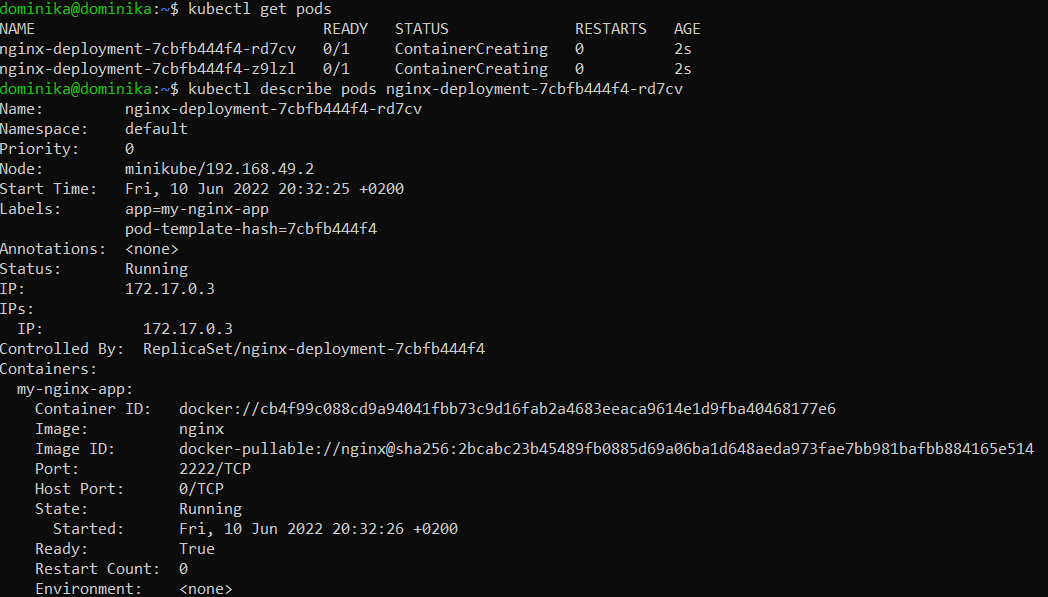 dominika@dominika:~$ kubectl get pods
NAME                                READY   STATUS              RESTARTS   AGE
nginx-deployment-7cbfb444f4-rd7cv   0/1     ContainerCreating   0          2s
nginx-deployment-7cbfb444f4-z9lzl   0/1     ContainerCreating   0          2s
dominika@dominika:~$ kubectl describe pods nginx-deployment-7cbfb444f4-rd7cv
Name:         nginx-deployment-7cbfb444f4-rd7cv
Namespace:    default
Priority:     0
Node:         minikube/192.168.49.2
Start Time:   Fri, 10 Jun 2022 20:32:25 +0200
Labels:       app=my-nginx-app
              pod-template-hash=7cbfb444f4
Annotations:  <none>
Status:       Running
IP:           172.17.0.3
IPs:
  IP:           172.17.0.3
Controlled By:  ReplicaSet/nginx-deployment-7cbfb444f4
Containers:
  my-nginx-app:
    Container ID:   docker://cb4f99c088cd9a94041fbb73c9d16fab2a4683eeaca9614e1d9fba40468177e6
    Image:          nginx
    Image ID:       docker-pullable://nginx@sha256:2bcabc23b45489fb0885d69a06ba1d648aeda973fae7bb981bafbb884165e514
    Port:           2222/TCP
    Host Port:      0/TCP
    State:          Running
      Started:      Fri, 10 Jun 2022 20:32:26 +0200
    Ready:          True
    Restart Count:  0
    Environment:    <none>